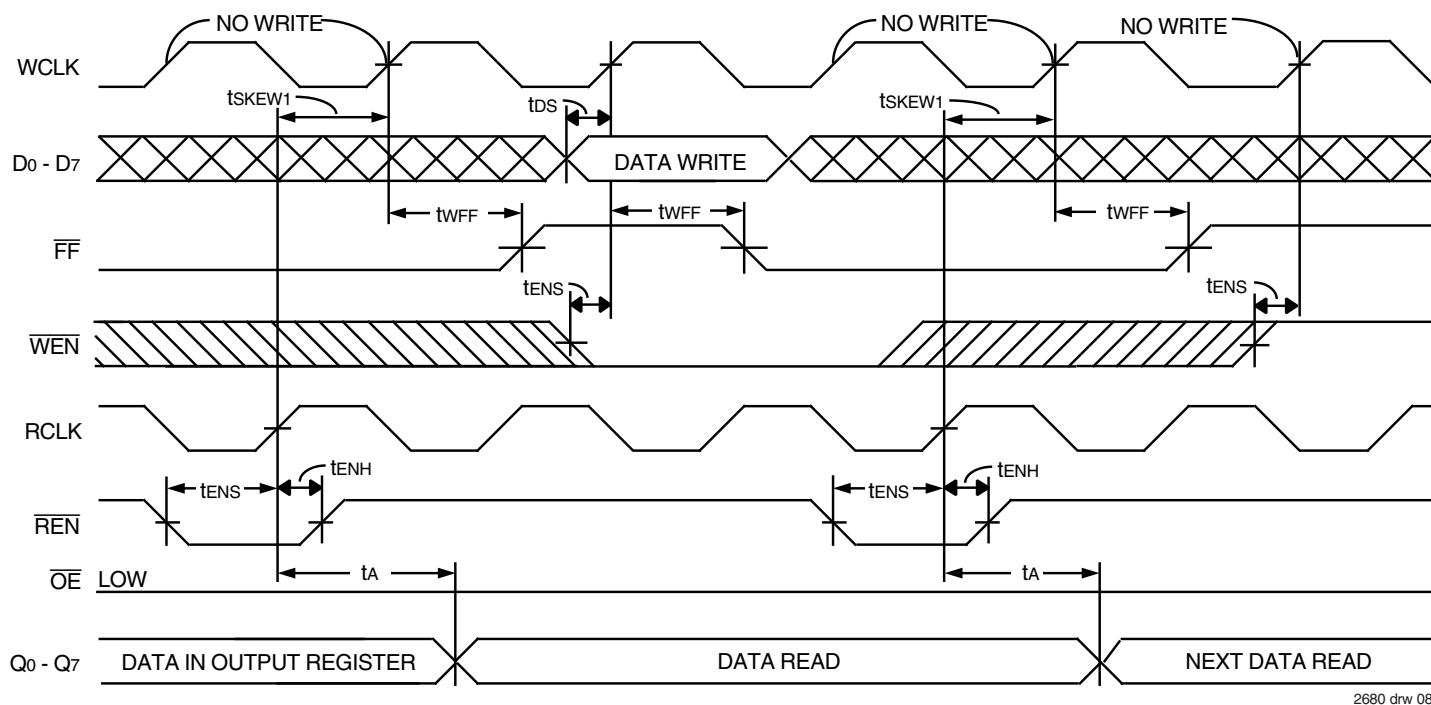 NO WRITE
NO WRITE
NO WRITE
WCLK
tSKEW1
tDS
tSKEW1
D0 - D7
DATA WRITE
tWFF
tWFF
tWFF
FF
tENS
tENS
WEN
RCLK
tENH
tENH
tENS
tENS
REN
tA
tA
OE
LOW
Q0 - Q7
DATA IN OUTPUT REGISTER
DATA READ
NEXT DATA READ
2680 drw 08